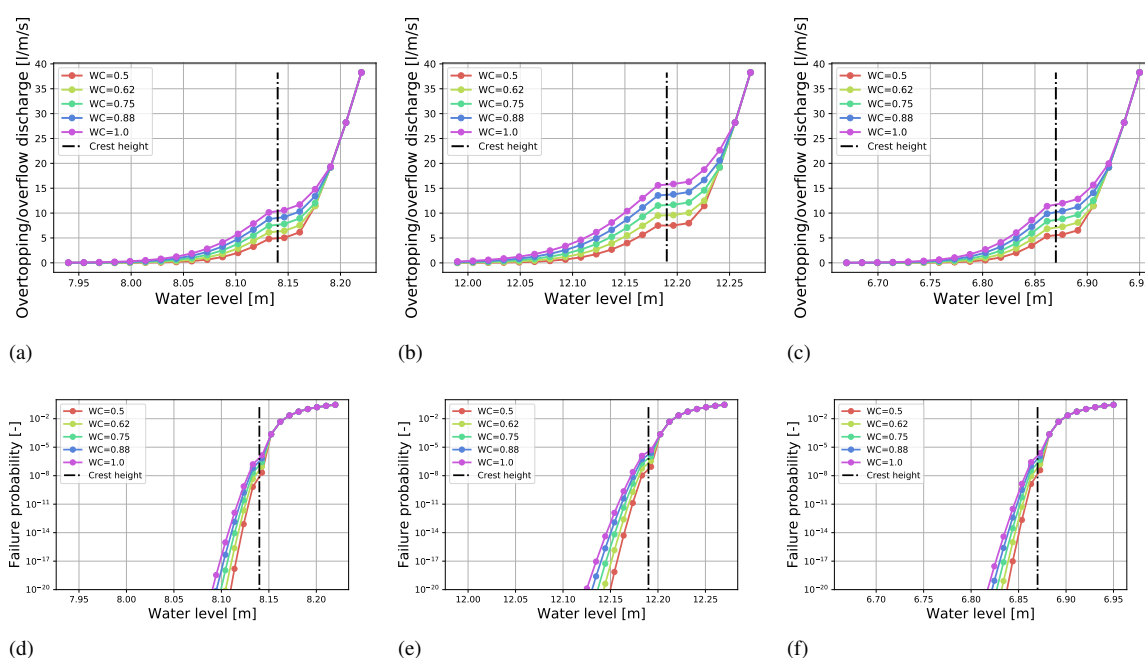 Overtopping/overflow discharge [l/m/s]
40
35
30
25
20
15
10
5
0
WC=0.5
WC=0.62
WC=0.75
WC=0.88
WC=1.0
Crest height
7.95 8.00 8.05 8.10 8.15 8.20
Water level [m]
(a)
Overtopping/overflow discharge [l/m/s]
40
35
30
25
20
15
10
5
0
WC=0.5
WC=0.62
WC=0.75
WC=0.88
WC=1.0
Crest height
12.00 12.05 12.10 12.15 12.20 12.25
Water level [m]
(b)
Overtopping/overflow discharge [l/m/s]
40
35
30
25
20
15
10
5
0
WC=0.5
WC=0.62
WC=0.75
WC=0.88
WC=1.0
Crest height
6.70 6.75 6.80 6.85 6.90 6.9
Water level [m]
(c)
Failure probability [-]
10⁻²
10⁻⁵
10⁻⁸
10⁻¹¹
10⁻¹⁴
10⁻¹⁷
10⁻²⁰
WC=0.5
WC=0.62
WC=0.75
WC=0.88
WC=1.0
Crest height
7.95 8.00 8.05 8.10 8.15 8.20
Water level [m]
(d)
Failure probability [-]
10⁻²
10⁻⁵
10⁻⁸
10⁻¹¹
10⁻¹⁴
10⁻¹⁷
10⁻²⁰
WC=0.5
WC=0.62
WC=0.75
WC=0.88
WC=1.0
Crest height
12.00 12.05 12.10 12.15 12.20 12.25
Water level [m]
(e)
Failure probability [-]
10⁻²
10⁻⁵
10⁻⁸
10⁻¹¹
10⁻¹⁴
10⁻¹⁷
10⁻²⁰
WC=0.5
WC=0.62
WC=0.75
WC=0.88
WC=1.0
Crest height
6.70 6.75 6.80 6.85 6.90 6.95
Water level [m]
(f)